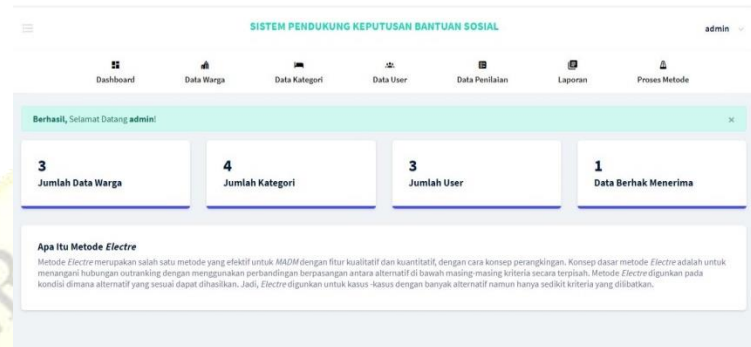 SISTEM PENDUKUNG KEPUTUSAN BANTUAN SOSIAL
admin
Dashboard
Data Warga
Data Kategori
Data User
Data Penilaian
Laporan
Proses Metode
Berhasil, Selamat Datang admin!
3
Jumlah Data Warga
4
Jumlah Kategori
3
Jumlah User
1
Data Berhak Menerima
Apa Itu Metode Electre
Metode Electre merupakan salah satu metode yang efektif untuk MADM dengan fitur kualitatif dan kuantitatif, dengan cara konsep perangkingan. Konsep dasar metode Electre adalah untuk
menangani hubungan outranking dengan menggunakan perbandingan berpasangan antara alternatif di bawah masing-masing kriteria secara terpisah. Metode Electre digunkan pada
kondisi dimana alternatif yang sesuai dapat dihasilkan. Jadi, Electre digunkan untuk kasus -kasus dengan banyak alternatif namun hanya sedikit kriteria yang dilibatkan.